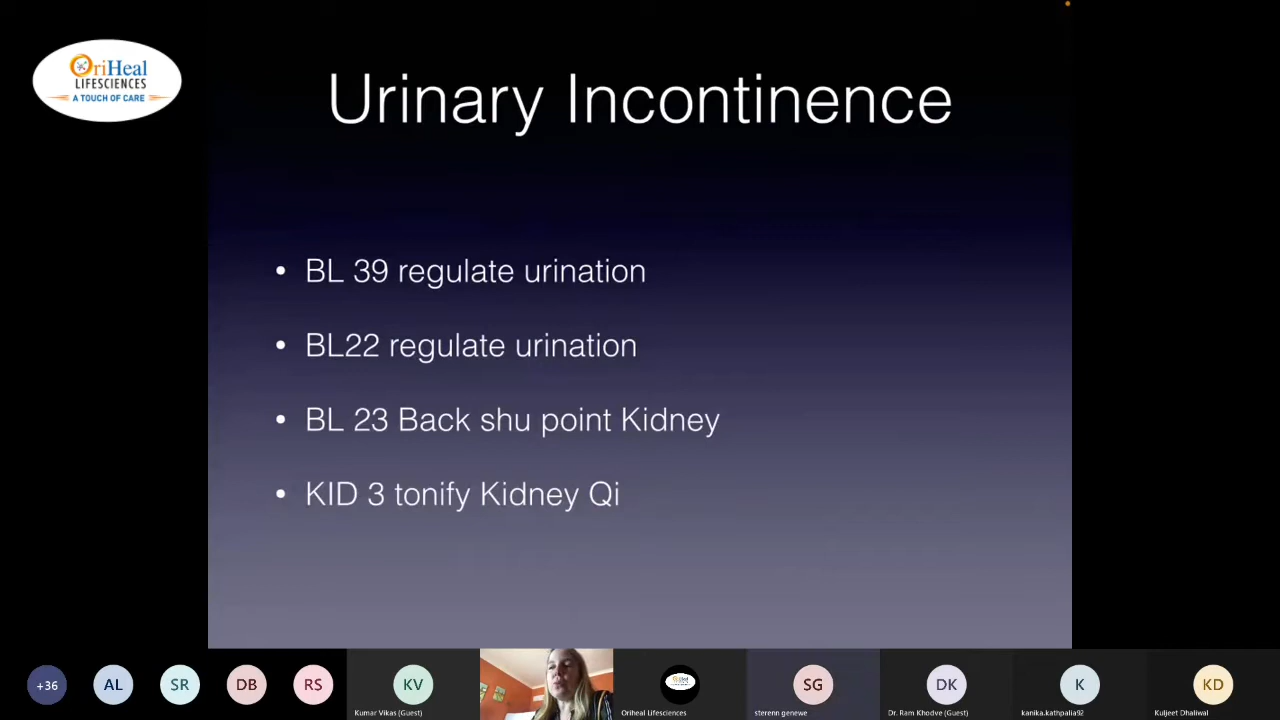 OriHeal
LIFESCIENCES
A TOUCH OF CARE
Urinary Incontinence
• BL 39 regulate urination
• BL22 regulate urination
• BL 23 Back shu point Kidney
• KID 3 tonify Kidney Qi
+36
AL
SR
DB
RS
KV
Kumar Vikas (Guest)
Oriheal Lifesciences
SG
sterenn genewe
DK
Dr. Ram Khodve (Guest)
K
kanika.kathpalia92
KD
Kuljeet Dhaliwal